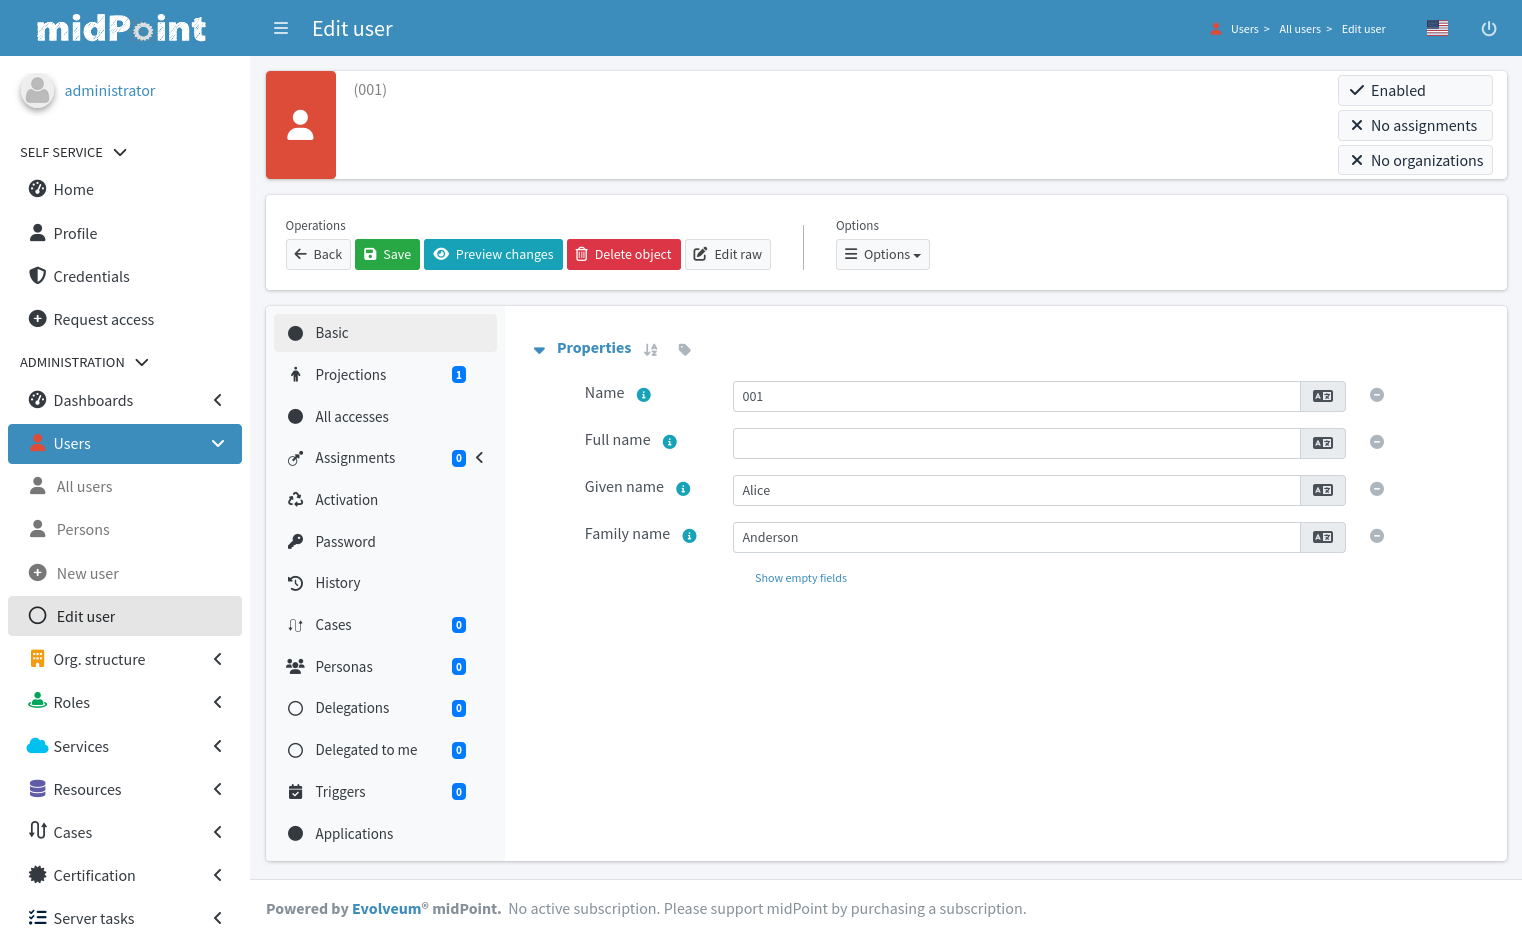 midPoint
Edit user
Users > All users > Edit user
administrator
SELF SERVICE
Home
Profile
Credentials
Request access
ADMINISTRATION
Dashboards
Users
All users
Persons
New user
Edit user
Org. structure
Roles
Services
Resources
Cases
Certification
Server tasks
(001)
Enabled
No assignments
No organizations
Operations
Back Save Preview changes Delete object Edit raw
Options
Options
Basic
Projections 1
All accesses
Assignments 0
Activation
Password
History
Cases 0
Personas 0
Delegations 0
Delegated to me 0
Triggers 0
Applications
Properties
Name 001
Full name
Given name Alice
Family name Anderson
Show empty fields
Powered by Evolveum® midPoint. No active subscription. Please support midPoint by purchasing a subscription.